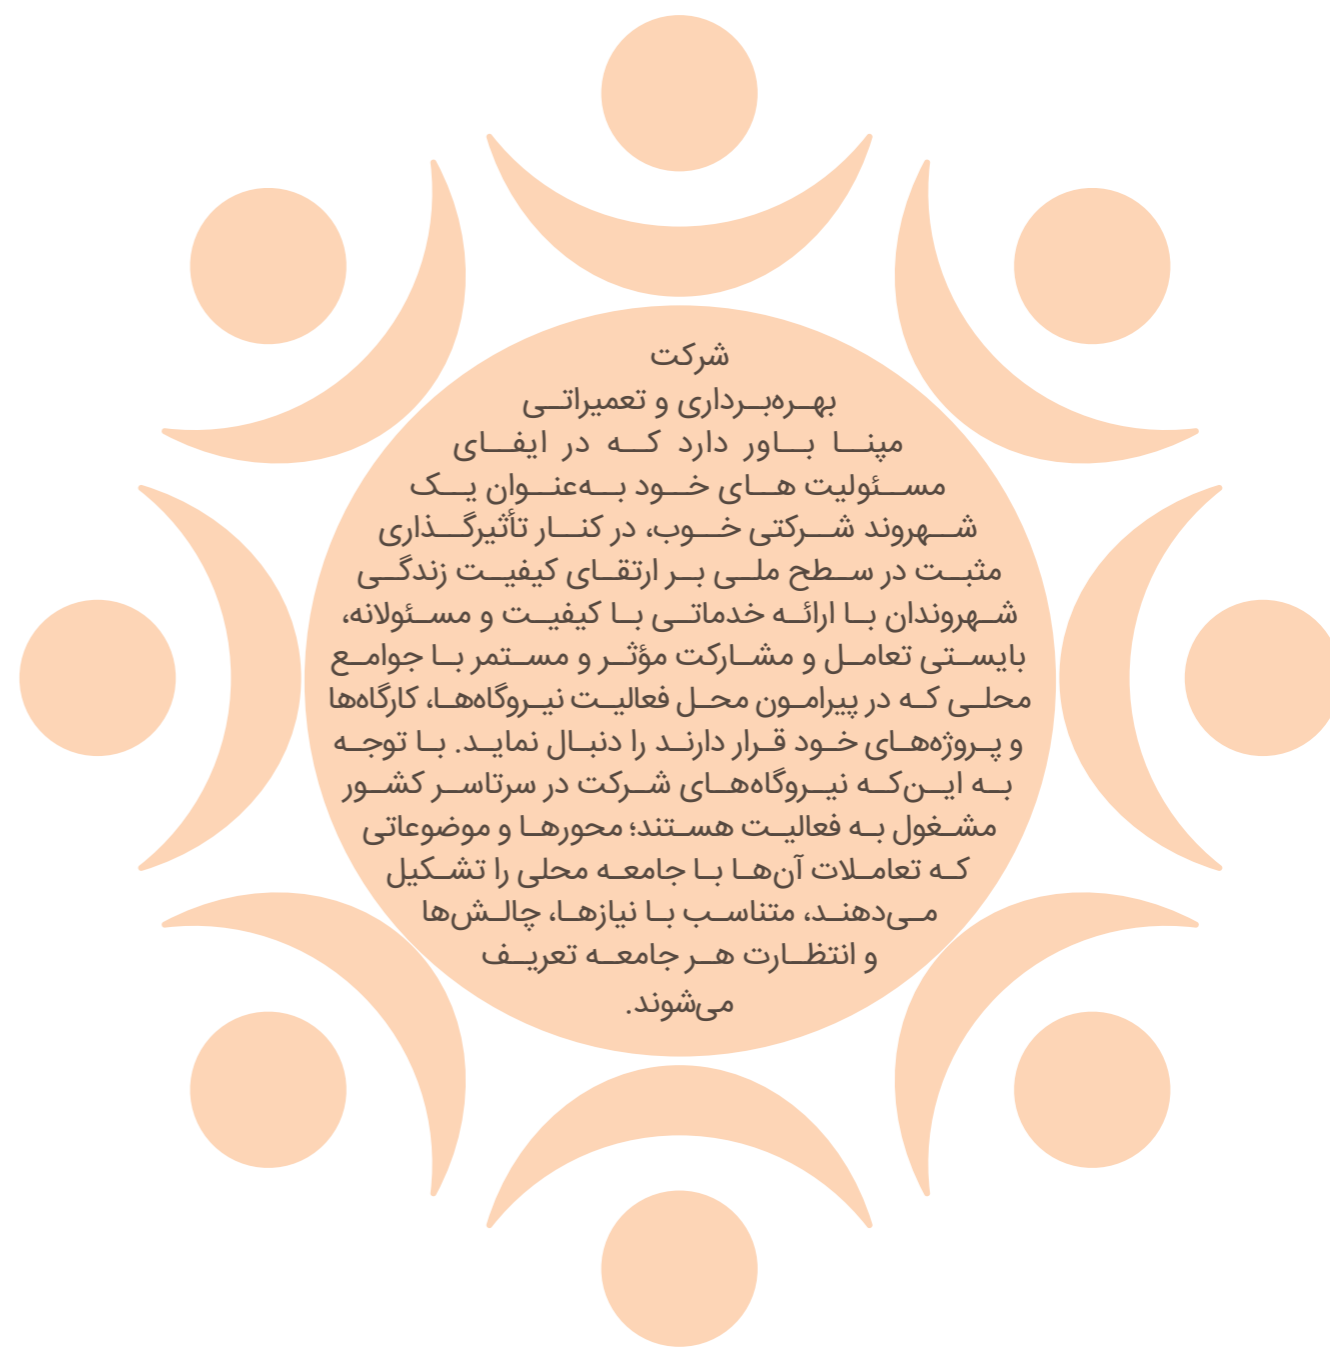 شرکت
بهره‌برداری و تعمیراتی
مپنا باور دارد که در ایفای
مسئولیت های خود به‌عنوان یک
شهروند شرکتی خوب، در کنار تأثیرگذاری
مثبت در سطح ملی بر ارتقای کیفیت زندگی
شهروندان با ارائه خدماتی با کیفیت و مسئولانه،
بایستی تعامل و مشارکت مؤثر و مستمر با جوامع
محلی که در پیرامون محل فعالیت نیروگاه‌ها، کارگاه‌ها
و پروژه‌های خود قرار دارند را دنبال نماید. با توجه
به این‌که نیروگاه‌های شرکت در سرتاسر کشور
مشغول به فعالیت هستند؛ محورها و موضوعاتی
که تعاملات آن‌ها با جامعه محلی را تشکیل
می‌دهند، متناسب با نیازها، چالش‌ها
و انتظارت هر جامعه تعریف
می‌شوند.